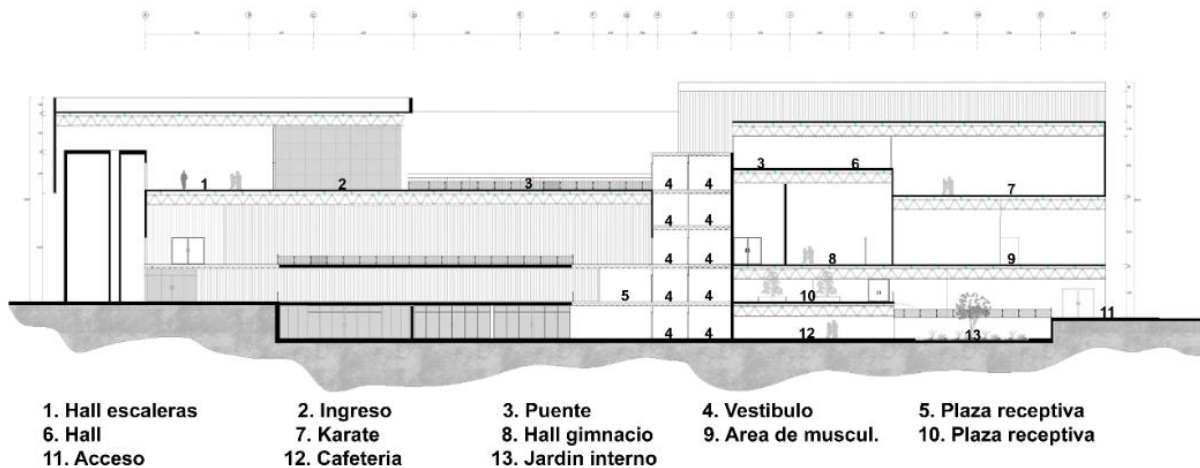 3 6
1 2 3 4 4 7
4 4
4 4 8 9
5 4 4 10
11
4 4 12 13
1. Hall escaleras 2. Ingreso 3. Puente 4. Vestibulo 5. Plaza receptiva
6. Hall 7. Karate 8. Hall gimnacio 9. Area de muscul. 10. Plaza receptiva
11. Acceso 12. Cafeteria 13. Jardin interno